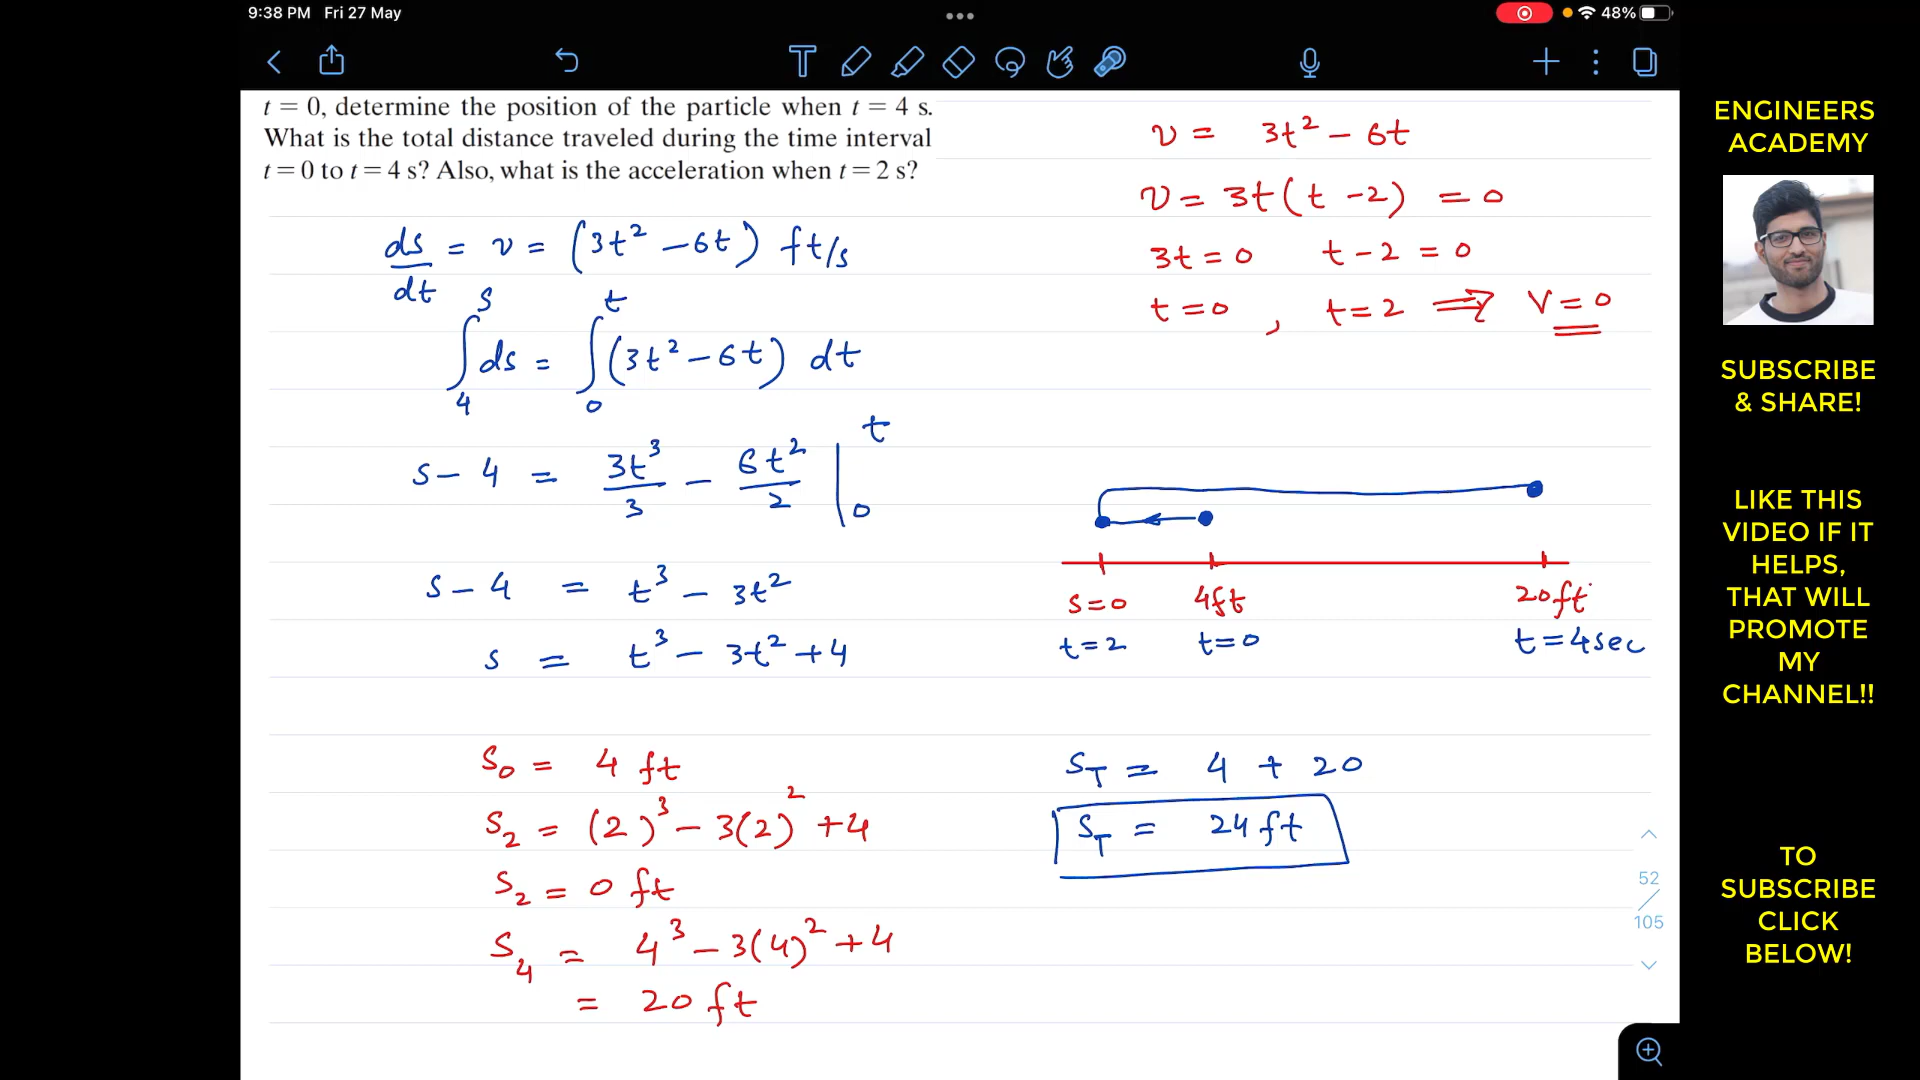 9:38 PM Fri 27 May
48%
t = 0, determine the position of the particle when t = 4 s.
What is the total distance traveled during the time interval
t = 0 to t = 4 s? Also, what is the acceleration when t = 2 s?
ds/dt = v = (3t² − 6t) ft/s
∫₄ˢ ds = ∫₀ᵗ (3t² − 6t) dt
s − 4 = 3t³/3 − 6t²/2 |₀ᵗ
s − 4 = t³ − 3t²
s = t³ − 3t² + 4
S₀ = 4 ft
S₂ = (2)³ − 3(2)² + 4
S₂ = 0 ft
S₄ = 4³ − 3(4)² + 4
= 20 ft
v = 3t² − 6t
v = 3t(t − 2) = 0
3t = 0 t − 2 = 0
t = 0 , t = 2 ⇒ V = 0
s = 0 4ft 20ft
t = 2 t = 0 t = 4sec
S_T = 4 + 20
S_T = 24 ft
52
/
105
ENGINEERS
ACADEMY
SUBSCRIBE
& SHARE!
LIKE THIS
VIDEO IF IT
HELPS,
THAT WILL
PROMOTE
MY
CHANNEL!!
TO
SUBSCRIBE
CLICK
BELOW!